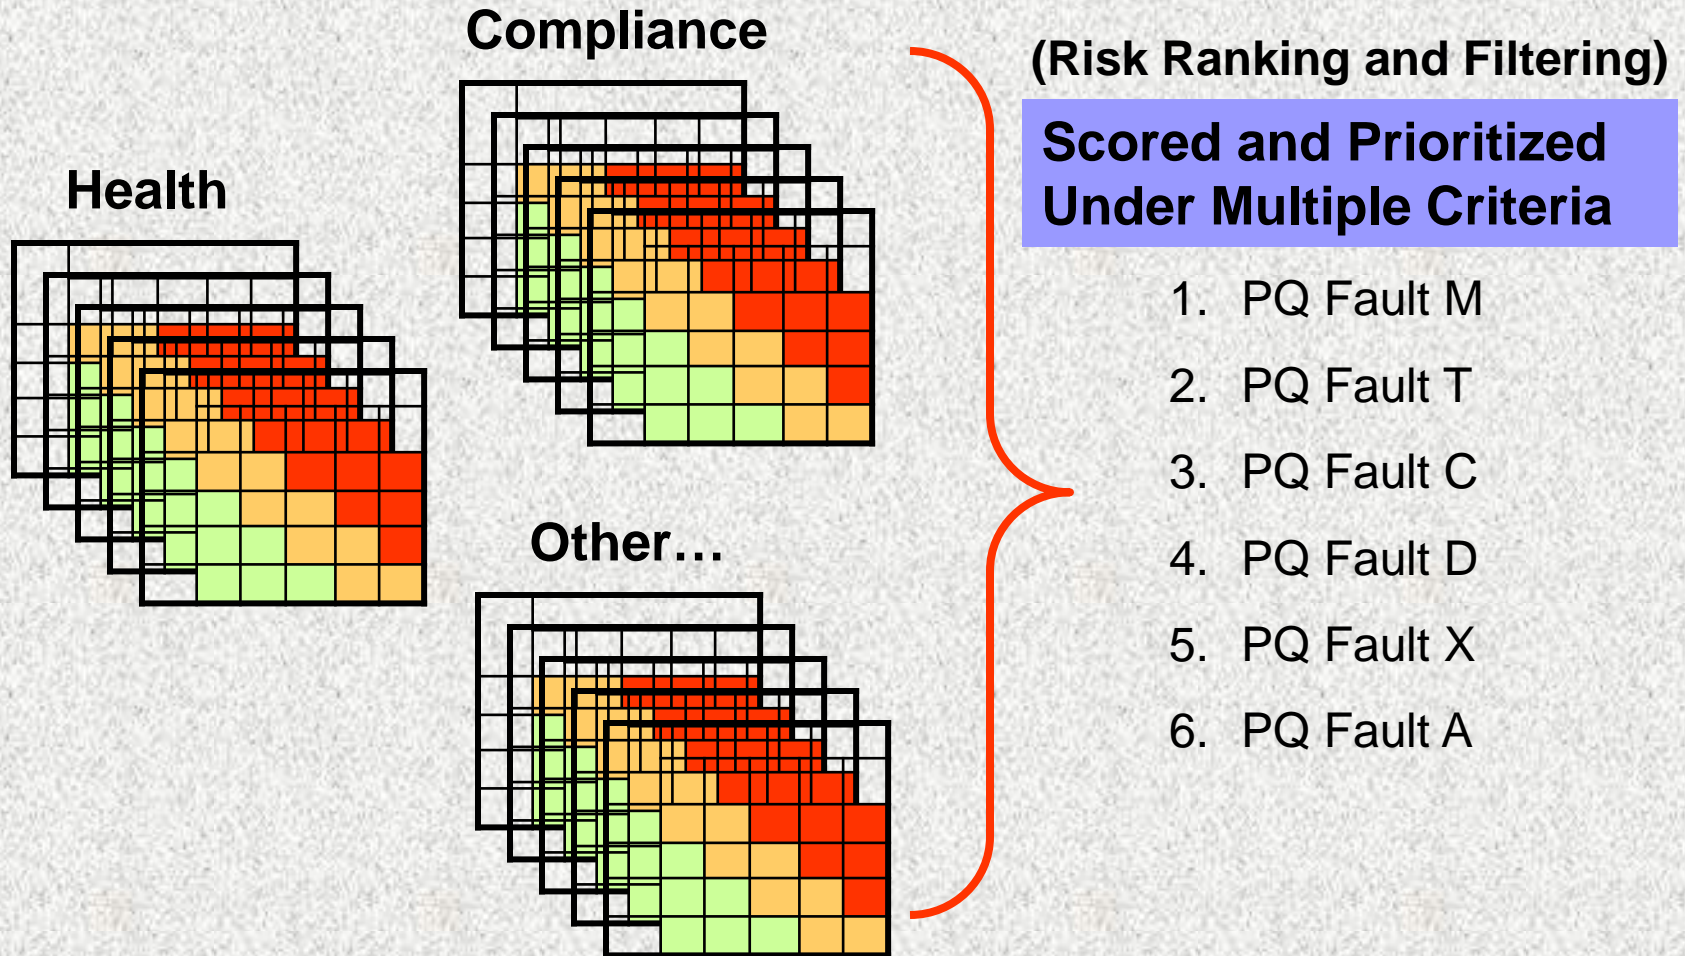 Compliance
Health
Other…
(Risk Ranking and Filtering)
Scored and Prioritized
Under Multiple Criteria
1. PQ Fault M
2. PQ Fault T
3. PQ Fault C
4. PQ Fault D
5. PQ Fault X
6. PQ Fault A